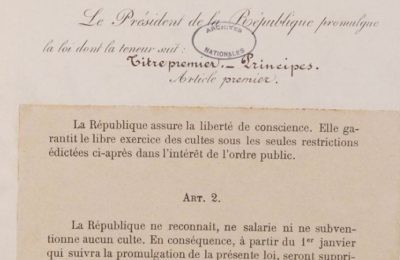 Le Président de la République promulgue
la loi dont la teneur suit :
ARCHIVES
NATIONALES
Titre premier. — Principes.
Article premier.
La République assure la liberté de conscience. Elle ga-
rantit le libre exercice des cultes sous les seules restrictions
édictées ci-après dans l'intérêt de l'ordre public.
ART. 2.
La République ne reconnaît, ne salarie ni ne subven-
tionne aucun culte. En conséquence, à partir du 1er janvier
qui suivra la promulgation de la présente loi, seront suppri-